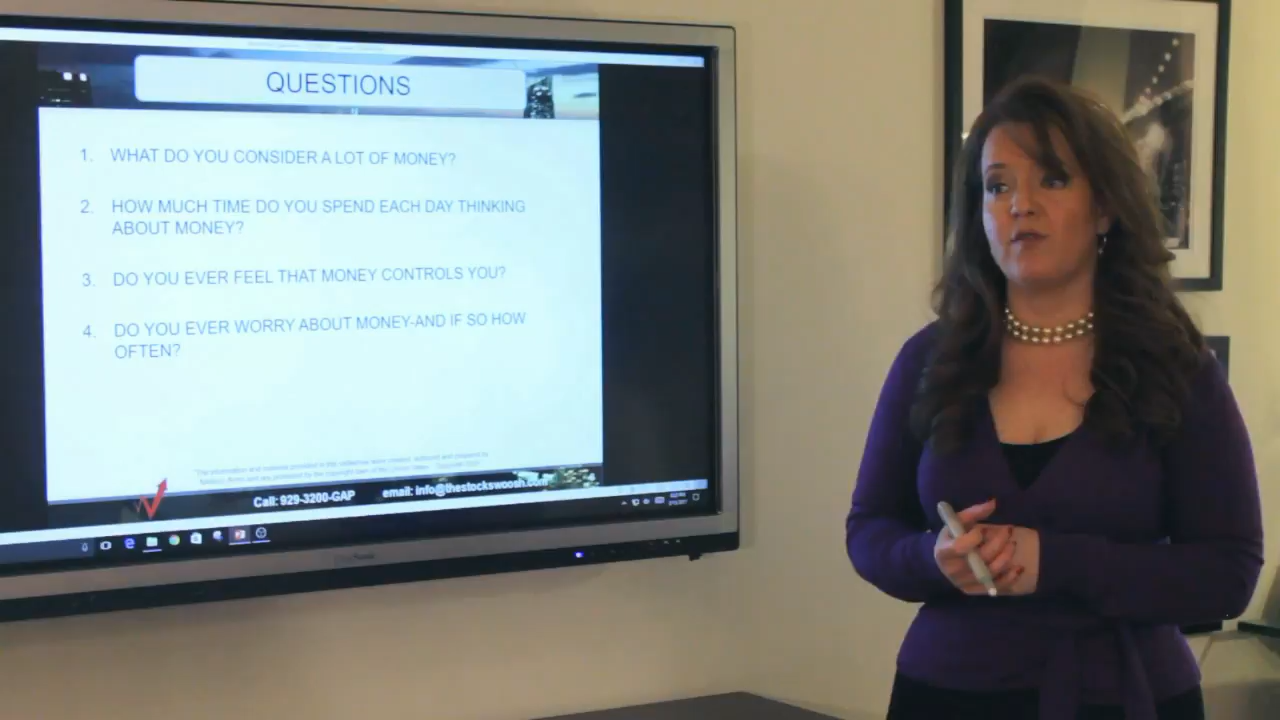 QUESTIONS
1. WHAT DO YOU CONSIDER A LOT OF MONEY?
2. HOW MUCH TIME DO YOU SPEND EACH DAY THINKING
ABOUT MONEY?
3. DO YOU EVER FEEL THAT MONEY CONTROLS YOU?
4. DO YOU EVER WORRY ABOUT MONEY-AND IF SO HOW
OFTEN?
Call: 929-3200-GAP email: info@thestockswoosh.com